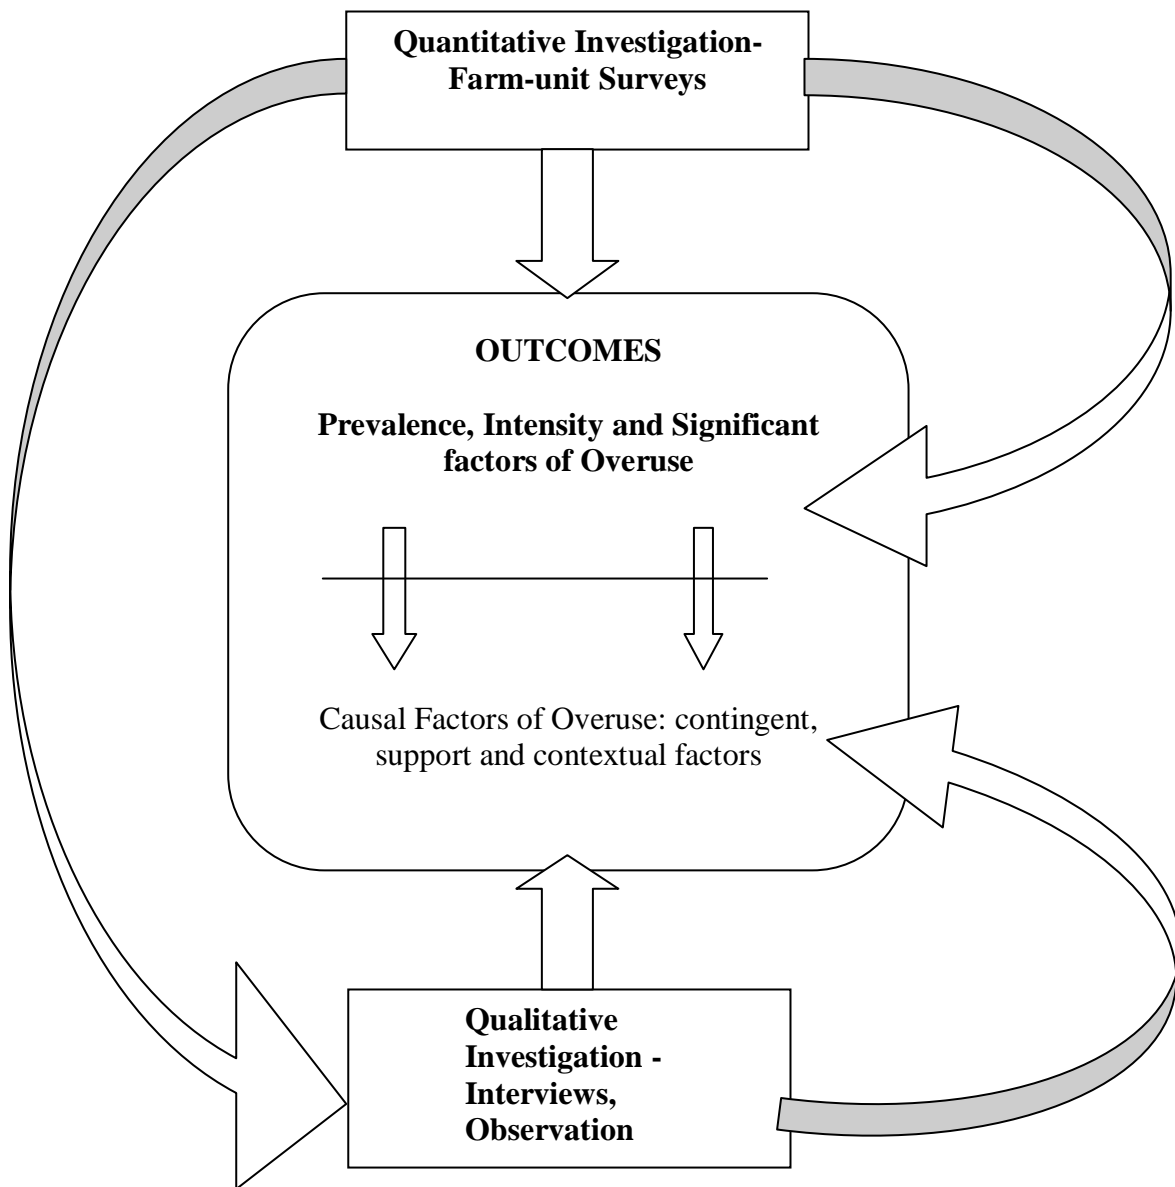 Quantitative Investigation-
Farm-unit Surveys
OUTCOMES
Prevalence, Intensity and Significant
factors of Overuse
Causal Factors of Overuse: contingent,
support and contextual factors
Qualitative
Investigation -
Interviews,
Observation